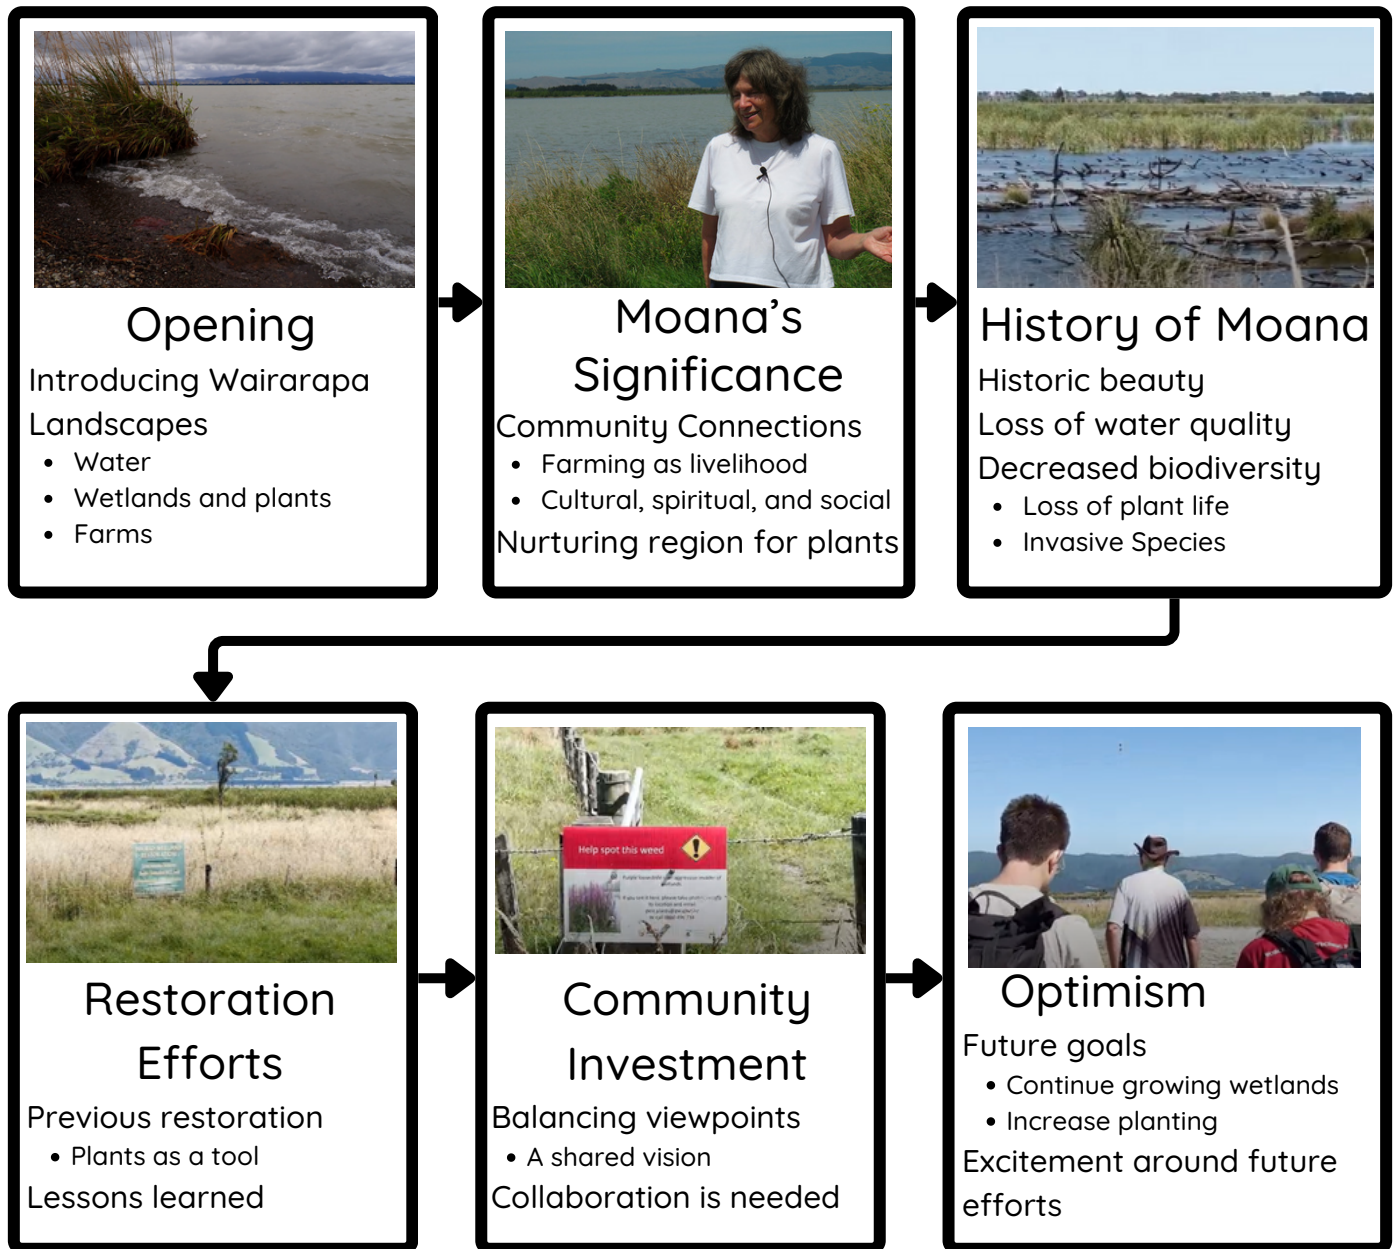 Opening
Introducing Wairarapa
Landscapes
• Water
• Wetlands and plants
• Farms
Moana’s
Significance
Community Connections
• Farming as livelihood
• Cultural, spiritual, and social
Nurturing region for plants
History of Moana
Historic beauty
Loss of water quality
Decreased biodiversity
• Loss of plant life
• Invasive Species
Restoration
Efforts
Previous restoration
• Plants as a tool
Lessons learned
Help spot this weed
Community
Investment
Balancing viewpoints
• A shared vision
Collaboration is needed
Optimism
Future goals
• Continue growing wetlands
• Increase planting
Excitement around future
efforts